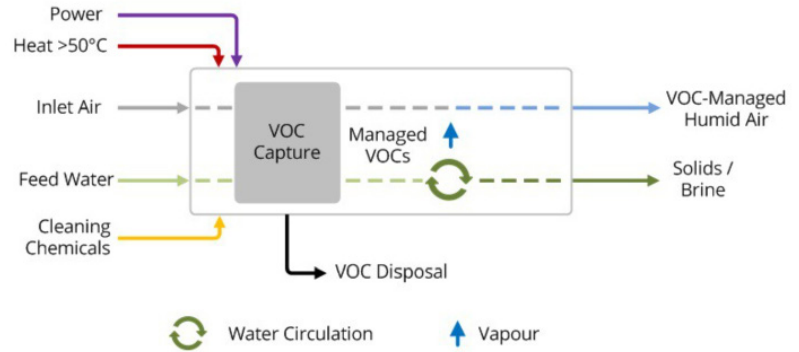 Power
Heat >50°C
Inlet Air
VOC
Capture
Managed
VOCs
VOC-Managed
Humid Air
Feed Water
Solids /
Brine
Cleaning
Chemicals
VOC Disposal
Water Circulation
Vapour